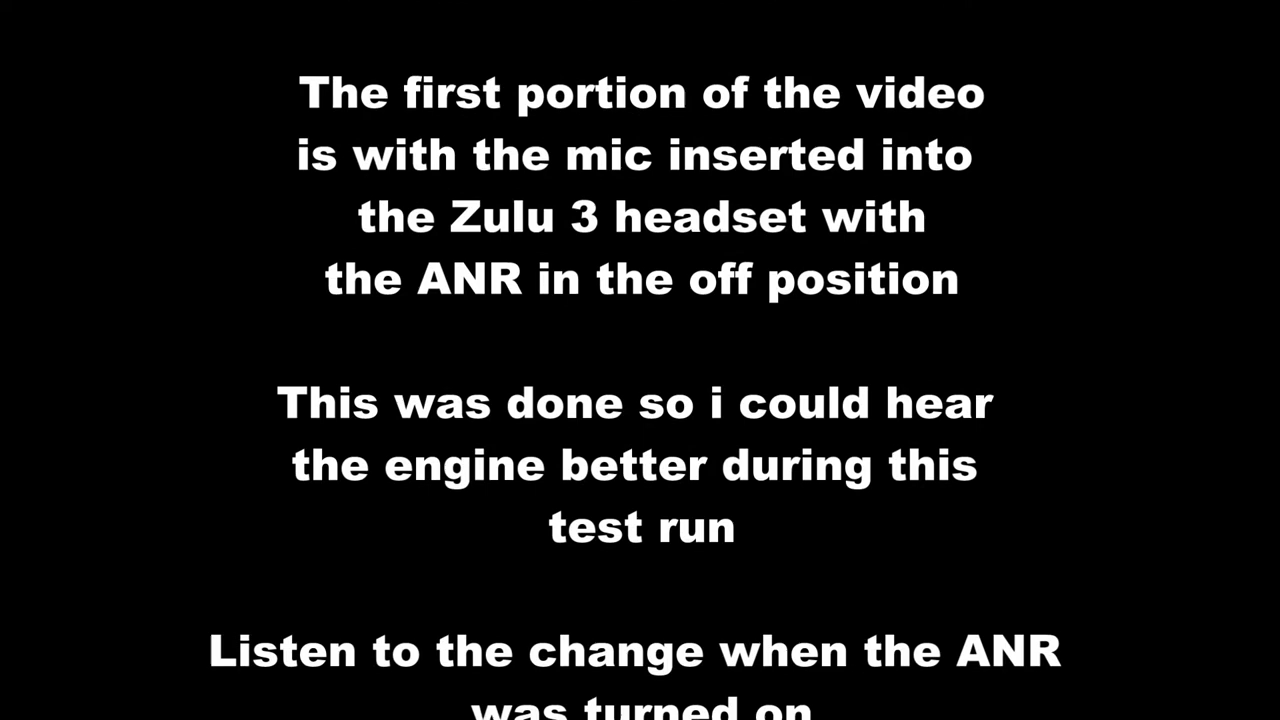 The first portion of the video
is with the mic inserted into
the Zulu 3 headset with
the ANR in the off position
This was done so i could hear
the engine better during this
test run
Listen to the change when the ANR
was turned on